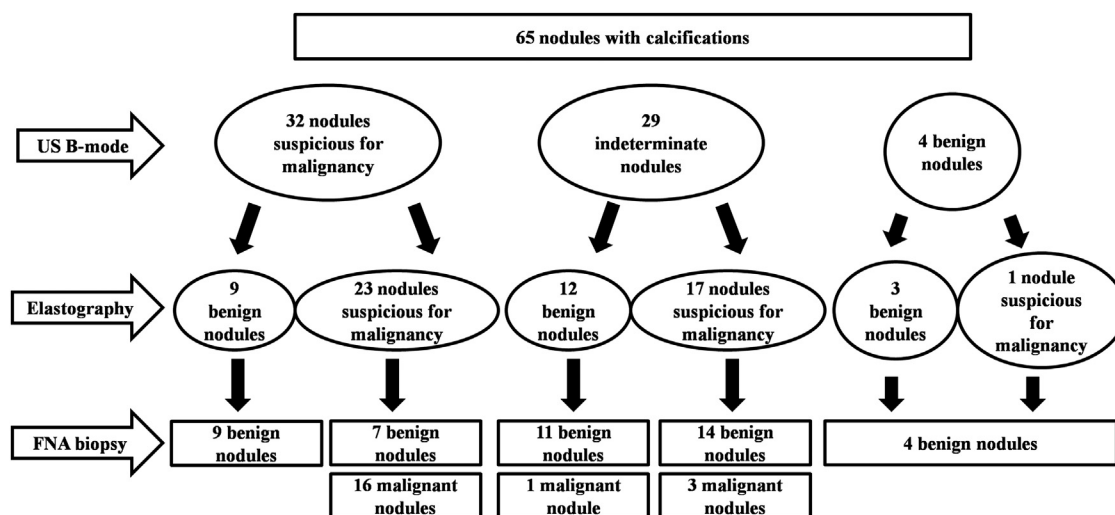 65 nodules with calcifications
US B-mode
32 nodules
suspicious for
malignancy
29
indeterminate
nodules
4 benign
nodules
Elastography
9
benign
nodules
23 nodules
suspicious for
malignancy
12
benign
nodules
17 nodules
suspicious for
malignancy
3
benign
nodules
1 nodule
suspicious
for
malignancy
FNA biopsy
9 benign
nodules
7 benign
nodules
11 benign
nodules
14 benign
nodules
4 benign nodules
16 malignant
nodules
1 malignant
nodule
3 malignant
nodules